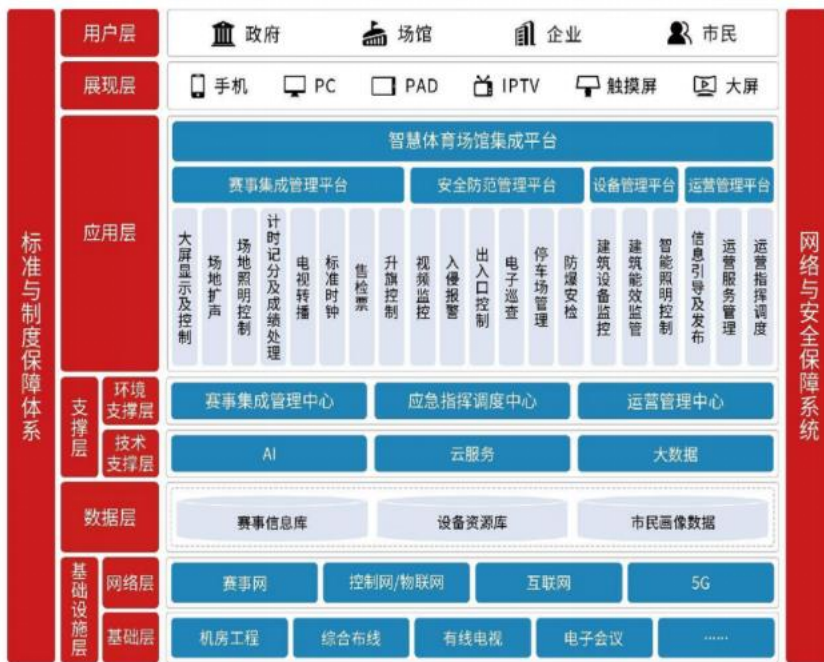 标准与制度保障体系
用户层
政府
场馆
企业
市民
展现层
手机
PC
PAD
IPTV
触摸屏
大屏
应用层
智慧体育场馆集成平台
赛事集成管理平台
安全防范管理平台
设备管理平台
运营管理平台
大屏显示及控制
场地扩声
场地照明控制
计时记分及成绩处理
电视转播
标准时钟
售检票
升旗控制
视频监控
入侵报警
出入口控制
电子巡查
停车场管理
防爆安检
建筑设备监控
建筑能效监管
智能照明控制
信息引导及发布
运营服务管理
运营指挥调度
支撑层
环境
支撑层
赛事集成管理中心
应急指挥调度中心
运营管理中心
技术
支撑层
AI
云服务
大数据
数据层
赛事信息库
设备资源库
市民画像数据
基础设施层
网络层
赛事网
控制网/物联网
互联网
5G
基础层
机房工程
综合布线
有线电视
电子会议
……
网络与安全保障系统